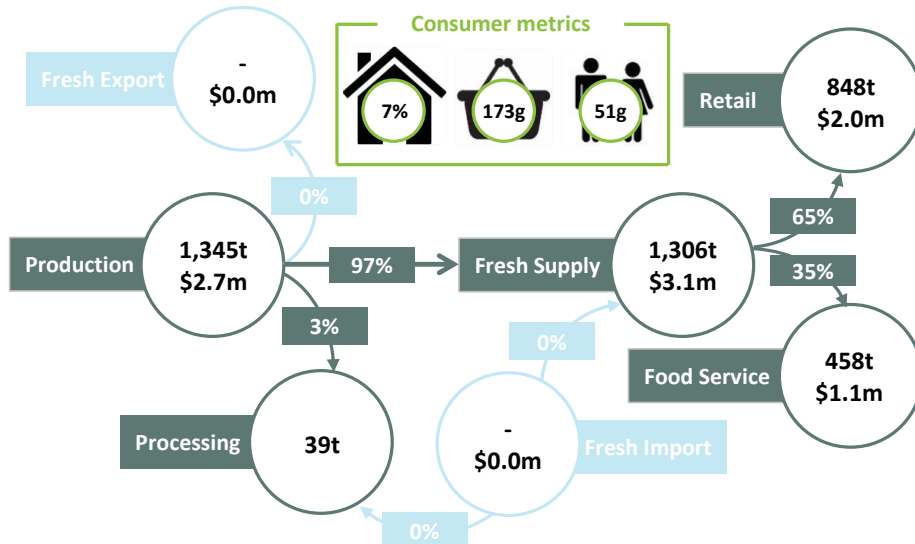 Consumer metrics
7%
173g
51g
Fresh Export
-
$0.0m
Retail
848t
$2.0m
0%
65%
Production
1,345t
$2.7m
97%
Fresh Supply
1,306t
$3.1m
35%
3%
0%
Food Service
458t
$1.1m
Processing
39t
-
$0.0m
Fresh Import
0%